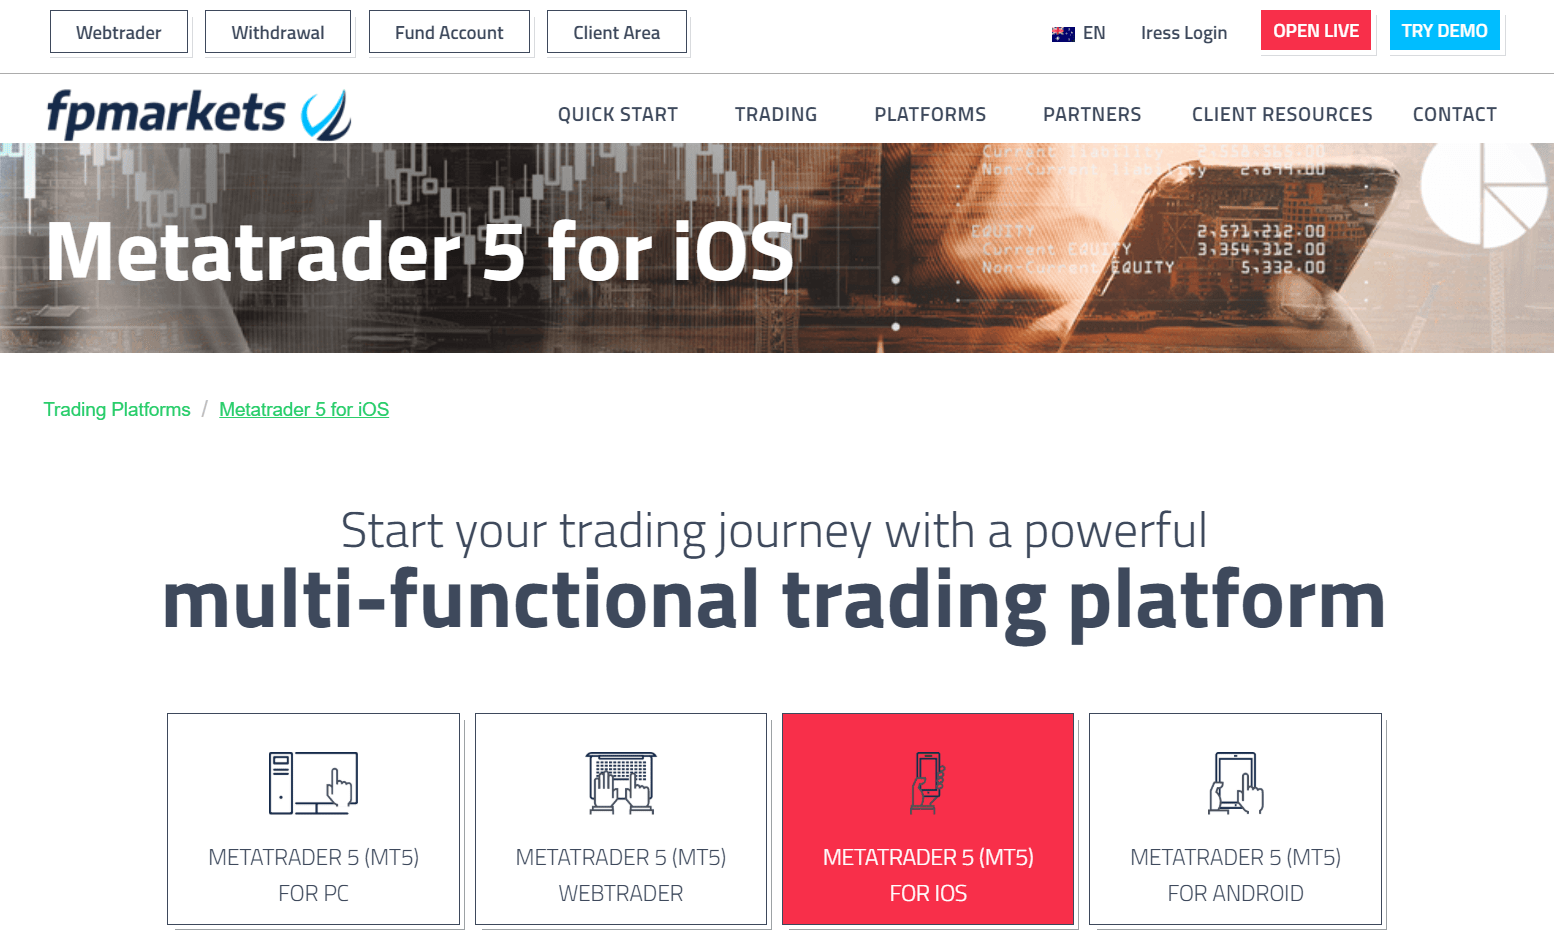 Webtrader
Withdrawal
Fund Account
Client Area
EN
Iress Login
OPEN LIVE
TRY DEMO
fpmarkets
QUICK START
TRADING
PLATFORMS
PARTNERS
CLIENT RESOURCES
CONTACT
Current liability 2,558,565.00
Non-Current liability 2,899.00
Metatrader 5 for iOS
EQUITY 2,571,212.00
Current EQUITY 3,354,312.00
Non-Current EQUITY 5,332.00
Trading Platforms / Metatrader 5 for iOS
Start your trading journey with a powerful
multi-functional trading platform
METATRADER 5 (MT5)
FOR PC
METATRADER 5 (MT5)
WEBTRADER
METATRADER 5 (MT5)
FOR IOS
METATRADER 5 (MT5)
FOR ANDROID